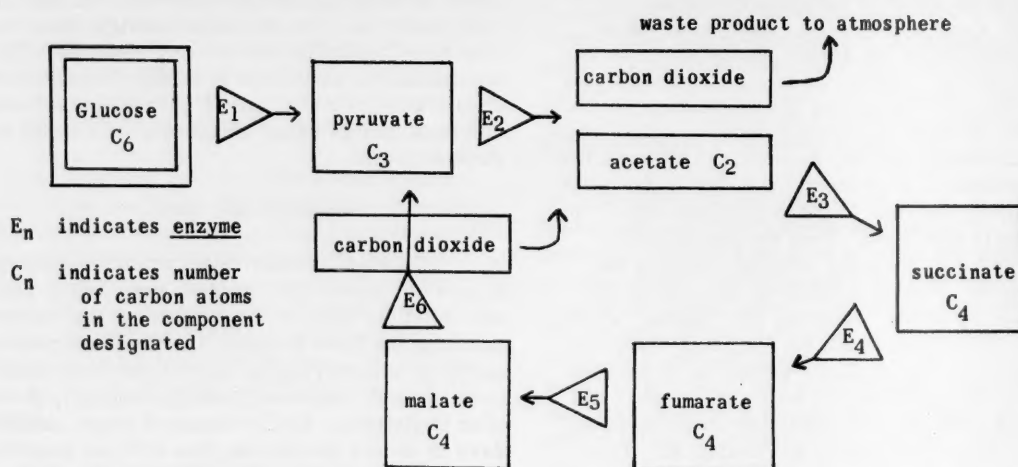 waste product to atmosphere
carbon dioxide
Glucose
C6
E1
pyruvate
C3
E2
acetate C2
E3
En indicates enzyme
carbon dioxide
Cn indicates number
of carbon atoms
in the component
designated
E6
succinate
C4
E4
malate
C4
E5
fumarate
C4